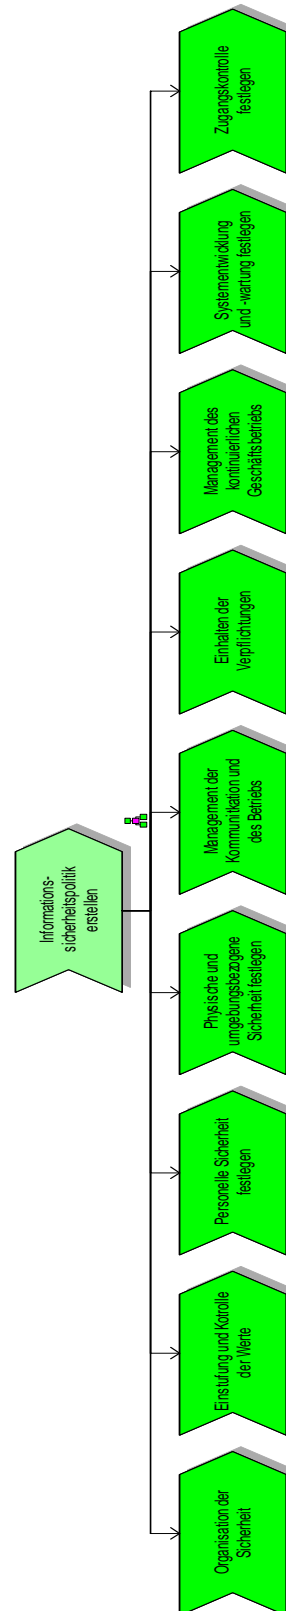 Informations-
sicherheitspolitik
erstellen
Organisation der
Sicherheit
Einstufung und Kotrolle
der Werte
Personelle Sicherheit
festlegen
Physische und
umgebungsbezogene
Sicherheit festlegen
Management der
Kommunitkation und
des Betriebs
Einhalten der
Verpflichtungen
Management des
kontinuierlichen
Geschäftsbetriebs
Systementwicklung
und -wartung festlegen
Zugangskontrolle
festlegen